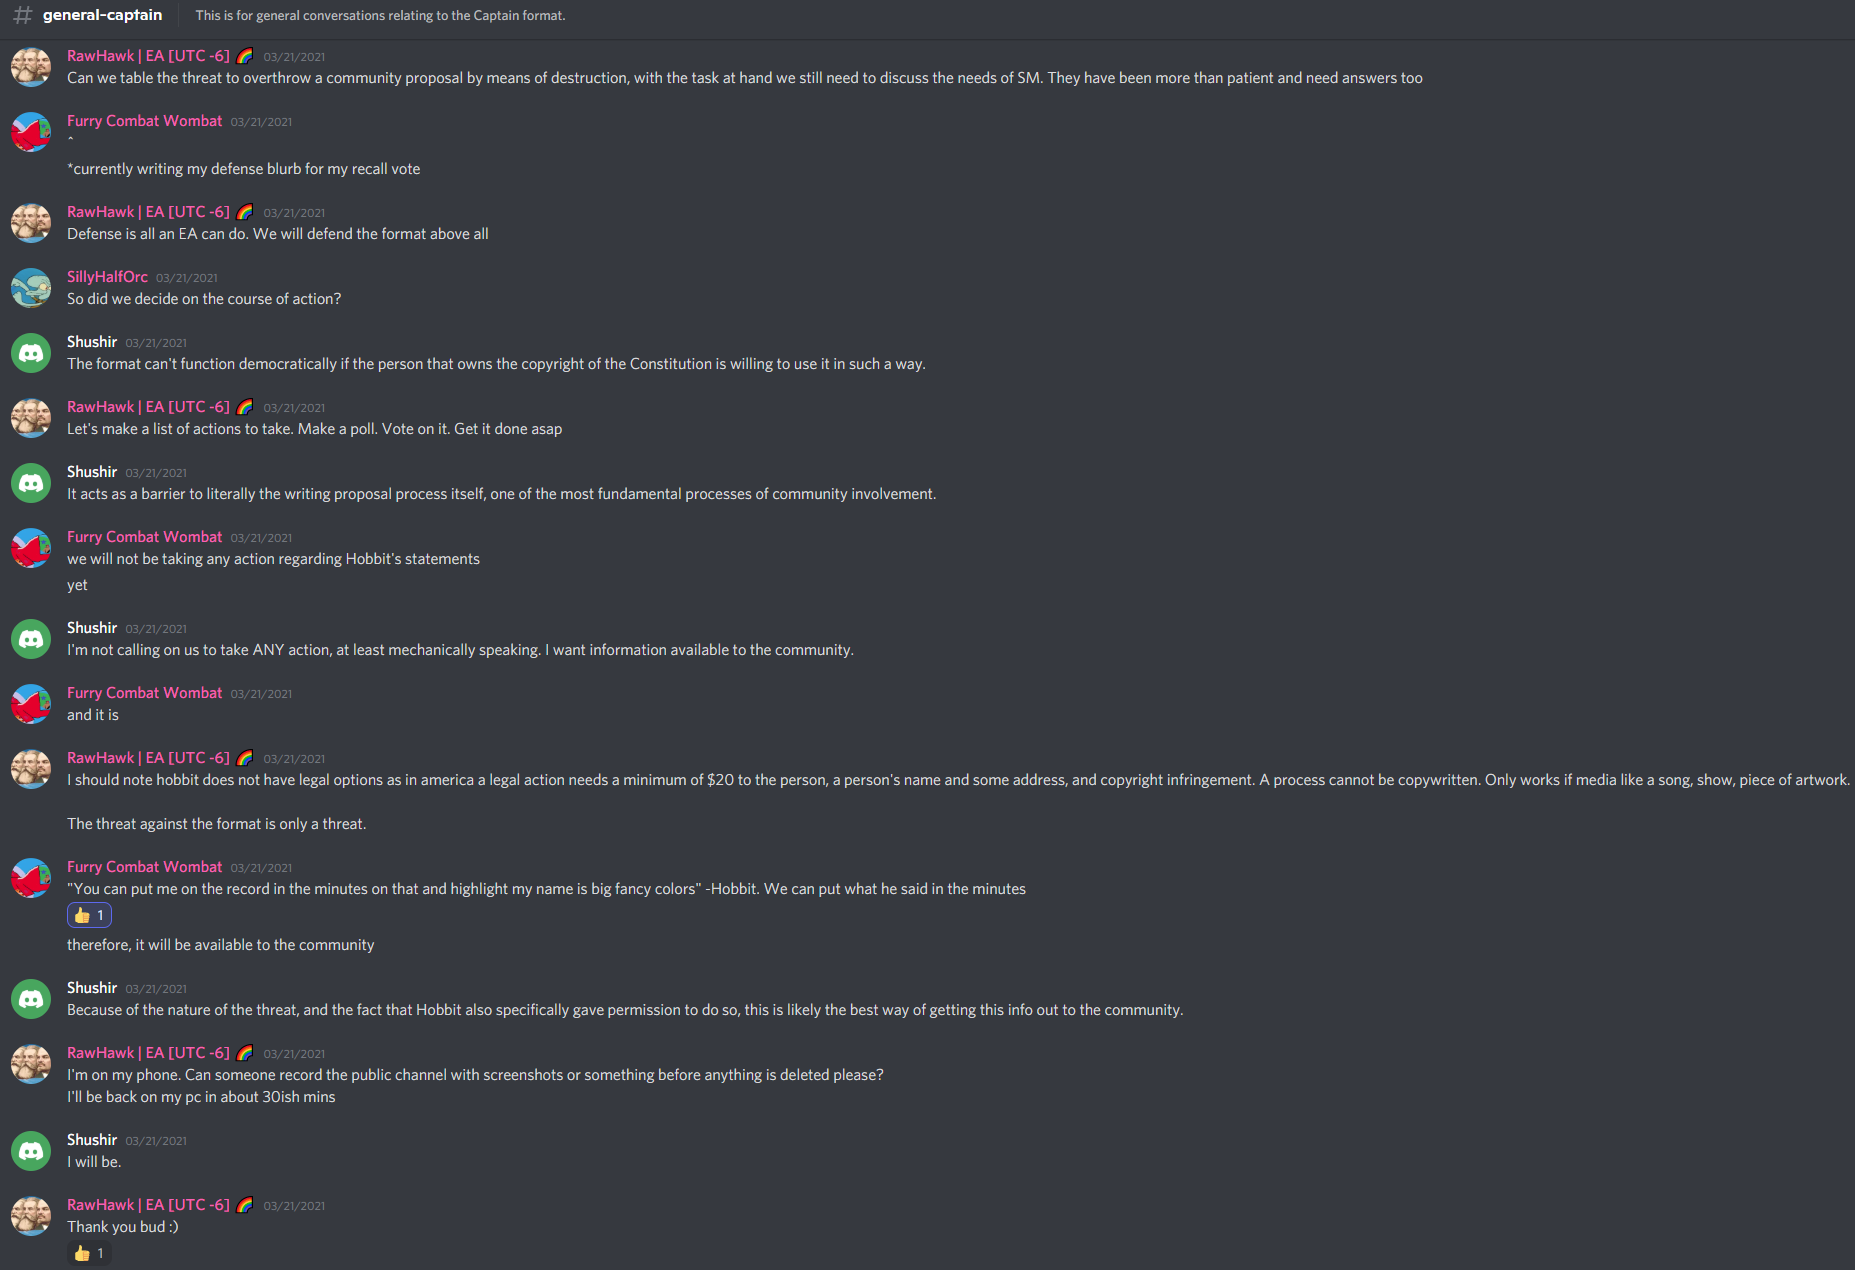 # general-captain This is for general conversations relating to the Captain format.
RawHawk | EA [UTC -6] 🌈 03/21/2021
Can we table the threat to overthrow a community proposal by means of destruction, with the task at hand we still need to discuss the needs of SM. They have been more than patient and need answers too
Furry Combat Wombat 03/21/2021
^
*currently writing my defense blurb for my recall vote
RawHawk | EA [UTC -6] 🌈 03/21/2021
Defense is all an EA can do. We will defend the format above all
SillyHalfOrc 03/21/2021
So did we decide on the course of action?
Shushir 03/21/2021
The format can't function democratically if the person that owns the copyright of the Constitution is willing to use it in such a way.
RawHawk | EA [UTC -6] 🌈 03/21/2021
Let's make a list of actions to take. Make a poll. Vote on it. Get it done asap
Shushir 03/21/2021
It acts as a barrier to literally the writing proposal process itself, one of the most fundamental processes of community involvement.
Furry Combat Wombat 03/21/2021
we will not be taking any action regarding Hobbit's statements
yet
Shushir 03/21/2021
I'm not calling on us to take ANY action, at least mechanically speaking. I want information available to the community.
Furry Combat Wombat 03/21/2021
and it is
RawHawk | EA [UTC -6] 🌈 03/21/2021
I should note hobbit does not have legal options as in america a legal action needs a minimum of $20 to the person, a person's name and some address, and copyright infringement. A process cannot be copywritten. Only works if media like a song, show, piece of artwork.
The threat against the format is only a threat.
Furry Combat Wombat 03/21/2021
"You can put me on the record in the minutes on that and highlight my name is big fancy colors" -Hobbit. We can put what he said in the minutes
👍 1
therefore, it will be available to the community
Shushir 03/21/2021
Because of the nature of the threat, and the fact that Hobbit also specifically gave permission to do so, this is likely the best way of getting this info out to the community.
RawHawk | EA [UTC -6] 🌈 03/21/2021
I'm on my phone. Can someone record the public channel with screenshots or something before anything is deleted please?
I'll be back on my pc in about 30ish mins
Shushir 03/21/2021
I will be.
RawHawk | EA [UTC -6] 🌈 03/21/2021
Thank you bud :)
👍 1